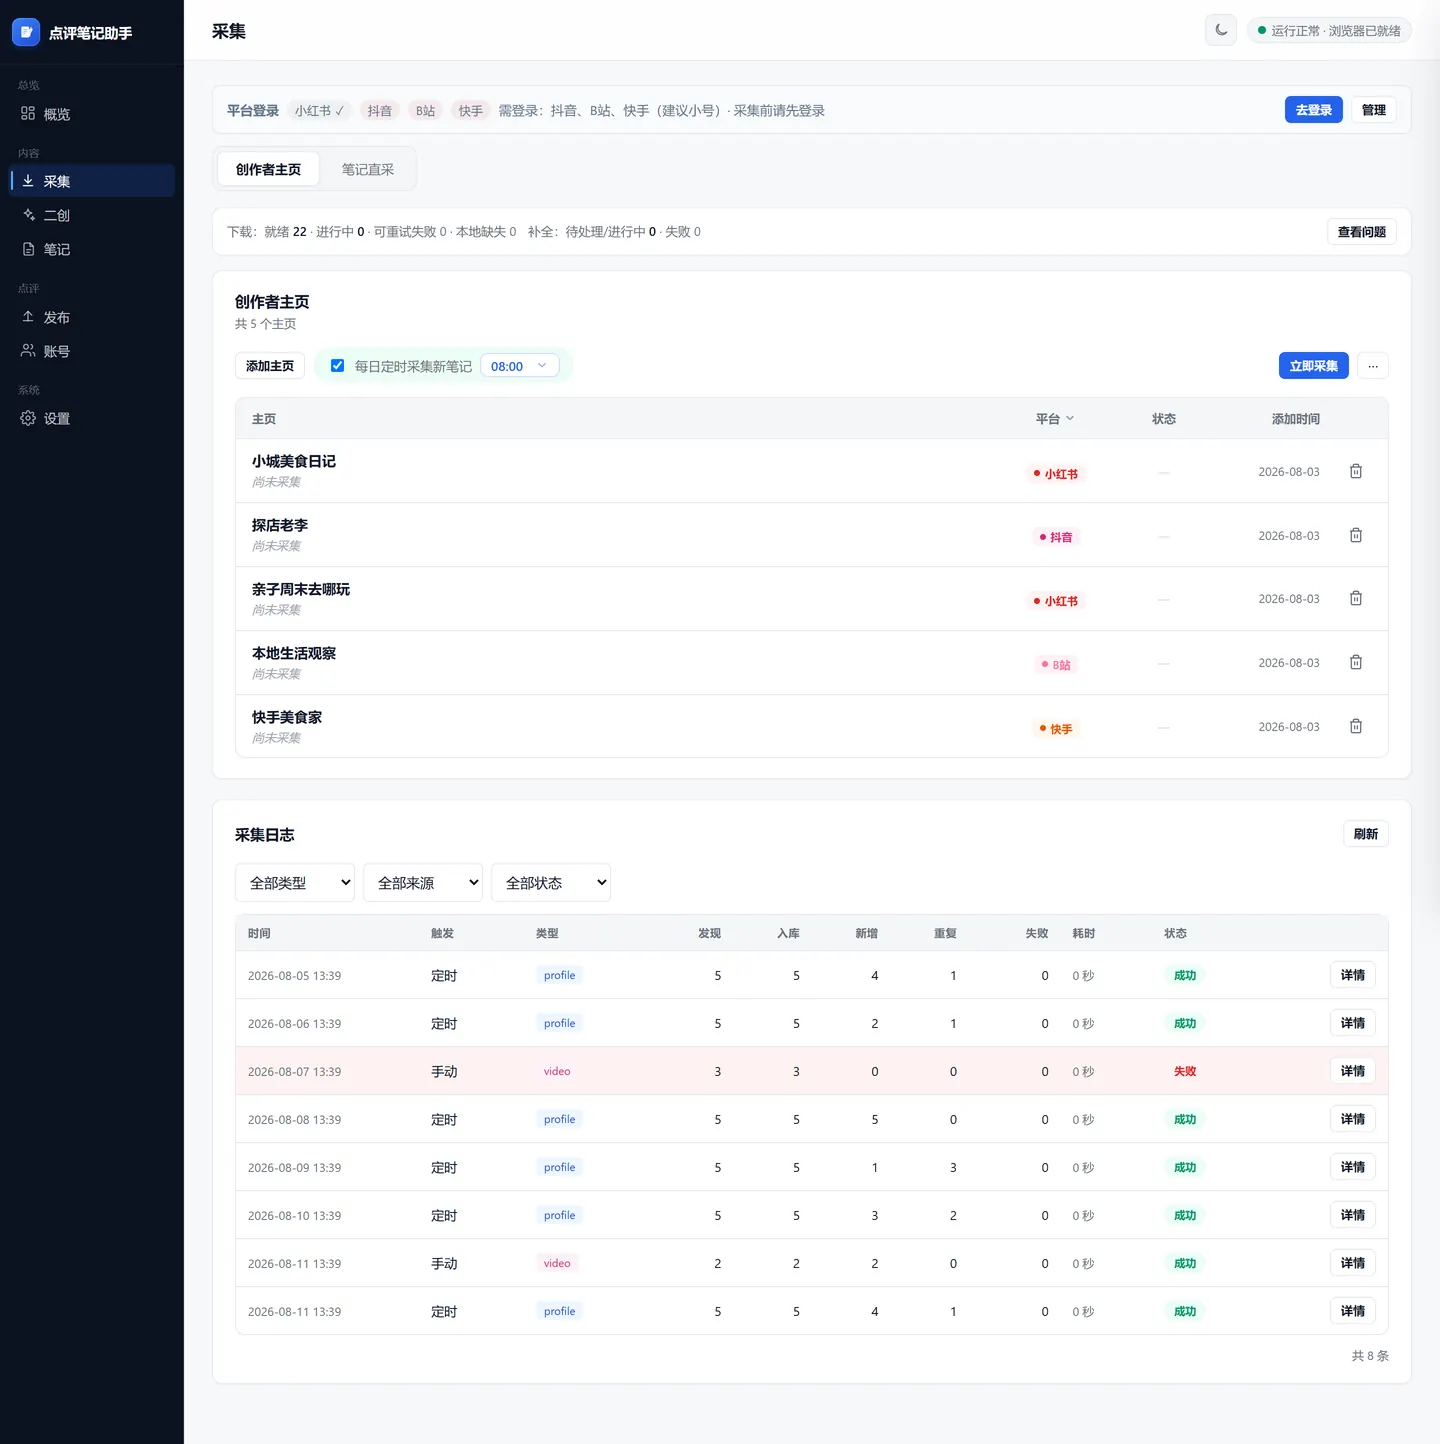 点评笔记助手
总览
概览
内容
采集
二创
笔记
点评
发布
账号
系统
设置
采集
运行正常 · 浏览器已就绪
平台登录 小红书 ✓ 抖音 B站 快手 需登录：抖音、B站、快手（建议小号）· 采集前请先登录 去登录 管理
创作者主页 笔记直采
下载：就绪 22 · 进行中 0 · 可重试失败 0 · 本地缺失 0 补全：待处理/进行中 0 · 失败 0 查看问题
创作者主页
共 5 个主页
添加主页 每日定时采集新笔记 08:00 立即采集 ...
主页 平台 状态 添加时间
小城美食日记
尚未采集
小红书 — 2026-08-03
探店老李
尚未采集
抖音 — 2026-08-03
亲子周末去哪玩
尚未采集
小红书 — 2026-08-03
本地生活观察
尚未采集
B站 — 2026-08-03
快手美食家
尚未采集
快手 — 2026-08-03
采集日志 刷新
全部类型 全部来源 全部状态
时间 触发 类型 发现 入库 新增 重复 失败 耗时 状态
2026-08-05 13:39 定时 profile 5 5 4 1 0 0 秒 成功 详情
2026-08-06 13:39 定时 profile 5 5 2 1 0 0 秒 成功 详情
2026-08-07 13:39 手动 video 3 3 0 0 0 0 秒 失败 详情
2026-08-08 13:39 定时 profile 5 5 5 0 0 0 秒 成功 详情
2026-08-09 13:39 定时 profile 5 5 1 3 0 0 秒 成功 详情
2026-08-10 13:39 定时 profile 5 5 3 2 0 0 秒 成功 详情
2026-08-11 13:39 手动 video 2 2 2 0 0 0 秒 成功 详情
2026-08-11 13:39 定时 profile 5 5 4 1 0 0 秒 成功 详情
共 8 条